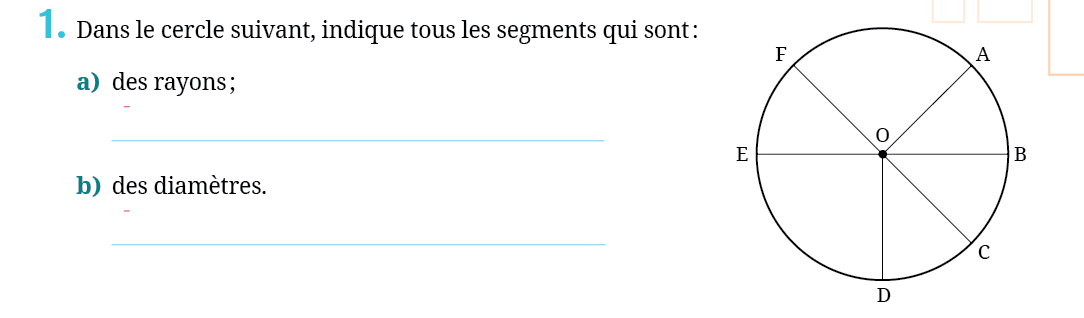 1. Dans le cercle suivant, indique tous les segments qui sont :
a) des rayons ;
b) des diamètres.
F
A
O
E
B
C
D